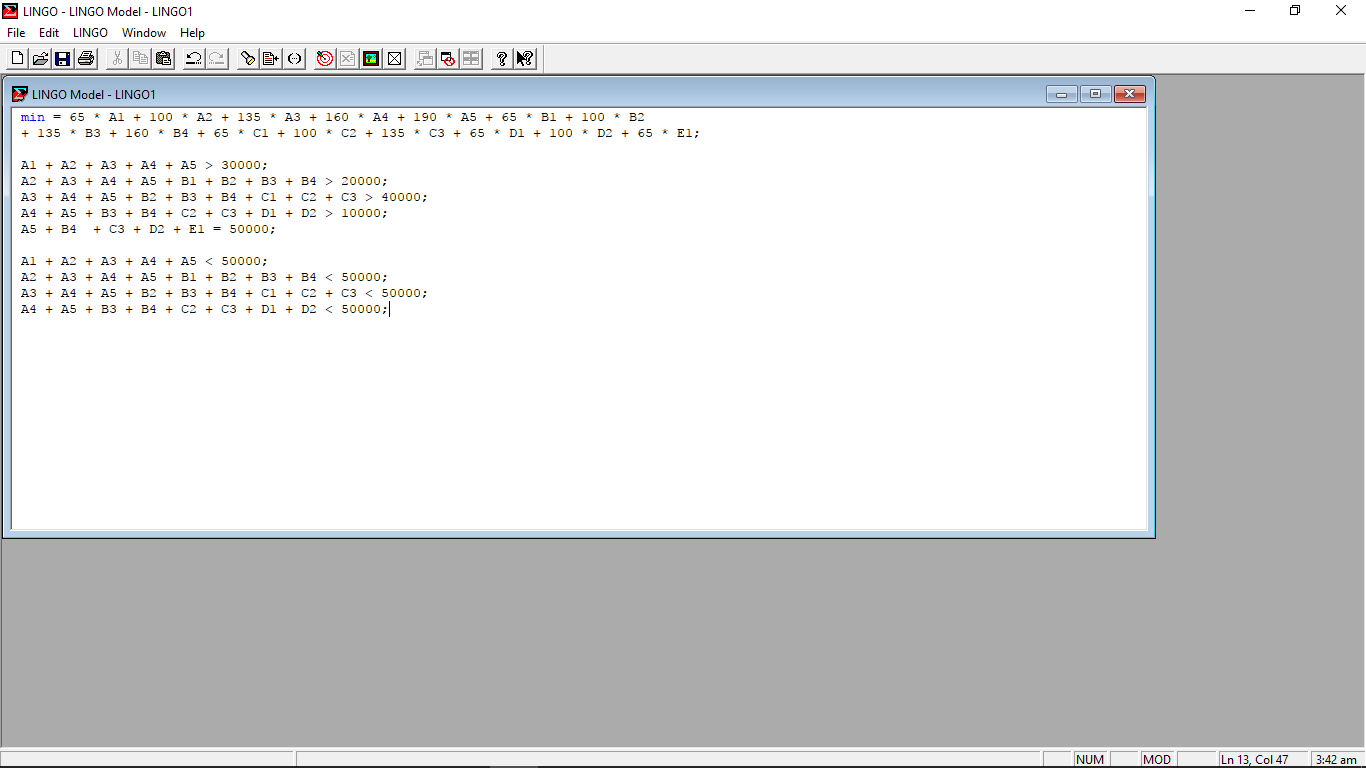 LINGO - LINGO Model - LINGO1
File Edit LINGO Window Help
LINGO Model - LINGO1
min = 65 * A1 + 100 * A2 + 135 * A3 + 160 * A4 + 190 * A5 + 65 * B1 + 100 * B2
+ 135 * B3 + 160 * B4 + 65 * C1 + 100 * C2 + 135 * C3 + 65 * D1 + 100 * D2 + 65 * E1;
A1 + A2 + A3 + A4 + A5 > 30000;
A2 + A3 + A4 + A5 + B1 + B2 + B3 + B4 > 20000;
A3 + A4 + A5 + B2 + B3 + B4 + C1 + C2 + C3 > 40000;
A4 + A5 + B3 + B4 + C2 + C3 + D1 + D2 > 10000;
A5 + B4  + C3 + D2 + E1 = 50000;
A1 + A2 + A3 + A4 + A5 < 50000;
A2 + A3 + A4 + A5 + B1 + B2 + B3 + B4 < 50000;
A3 + A4 + A5 + B2 + B3 + B4 + C1 + C2 + C3 < 50000;
A4 + A5 + B3 + B4 + C2 + C3 + D1 + D2 < 50000;
NUM MOD Ln 13, Col 47 3:42 am